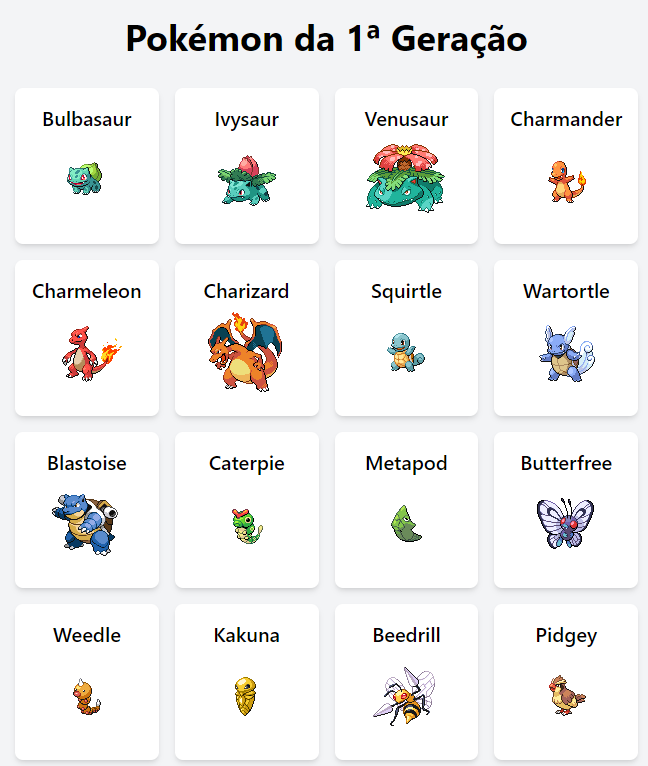 Pokémon da 1ª Geração
Bulbasaur
Ivysaur
Venusaur
Charmander
Charmeleon
Charizard
Squirtle
Wartortle
Blastoise
Caterpie
Metapod
Butterfree
Weedle
Kakuna
Beedrill
Pidgey